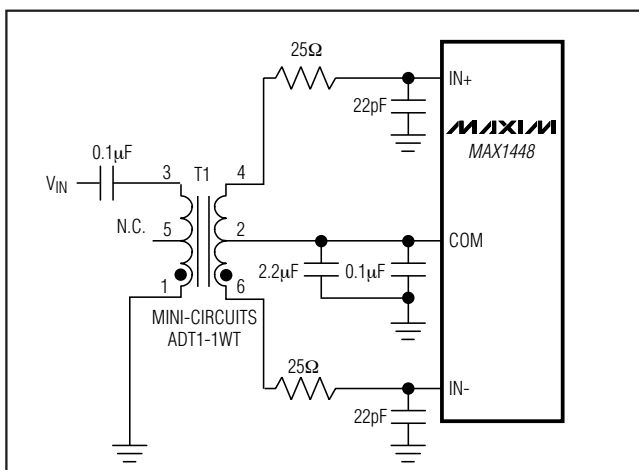 25Ω
IN+
22pF
MAXIM
MAX1448
0.1μF
VIN
3
T1
4
N.C.
5
2
COM
2.2μF
0.1μF
1
6
MINI-CIRCUITS
ADT1-1WT
25Ω
IN-
22pF